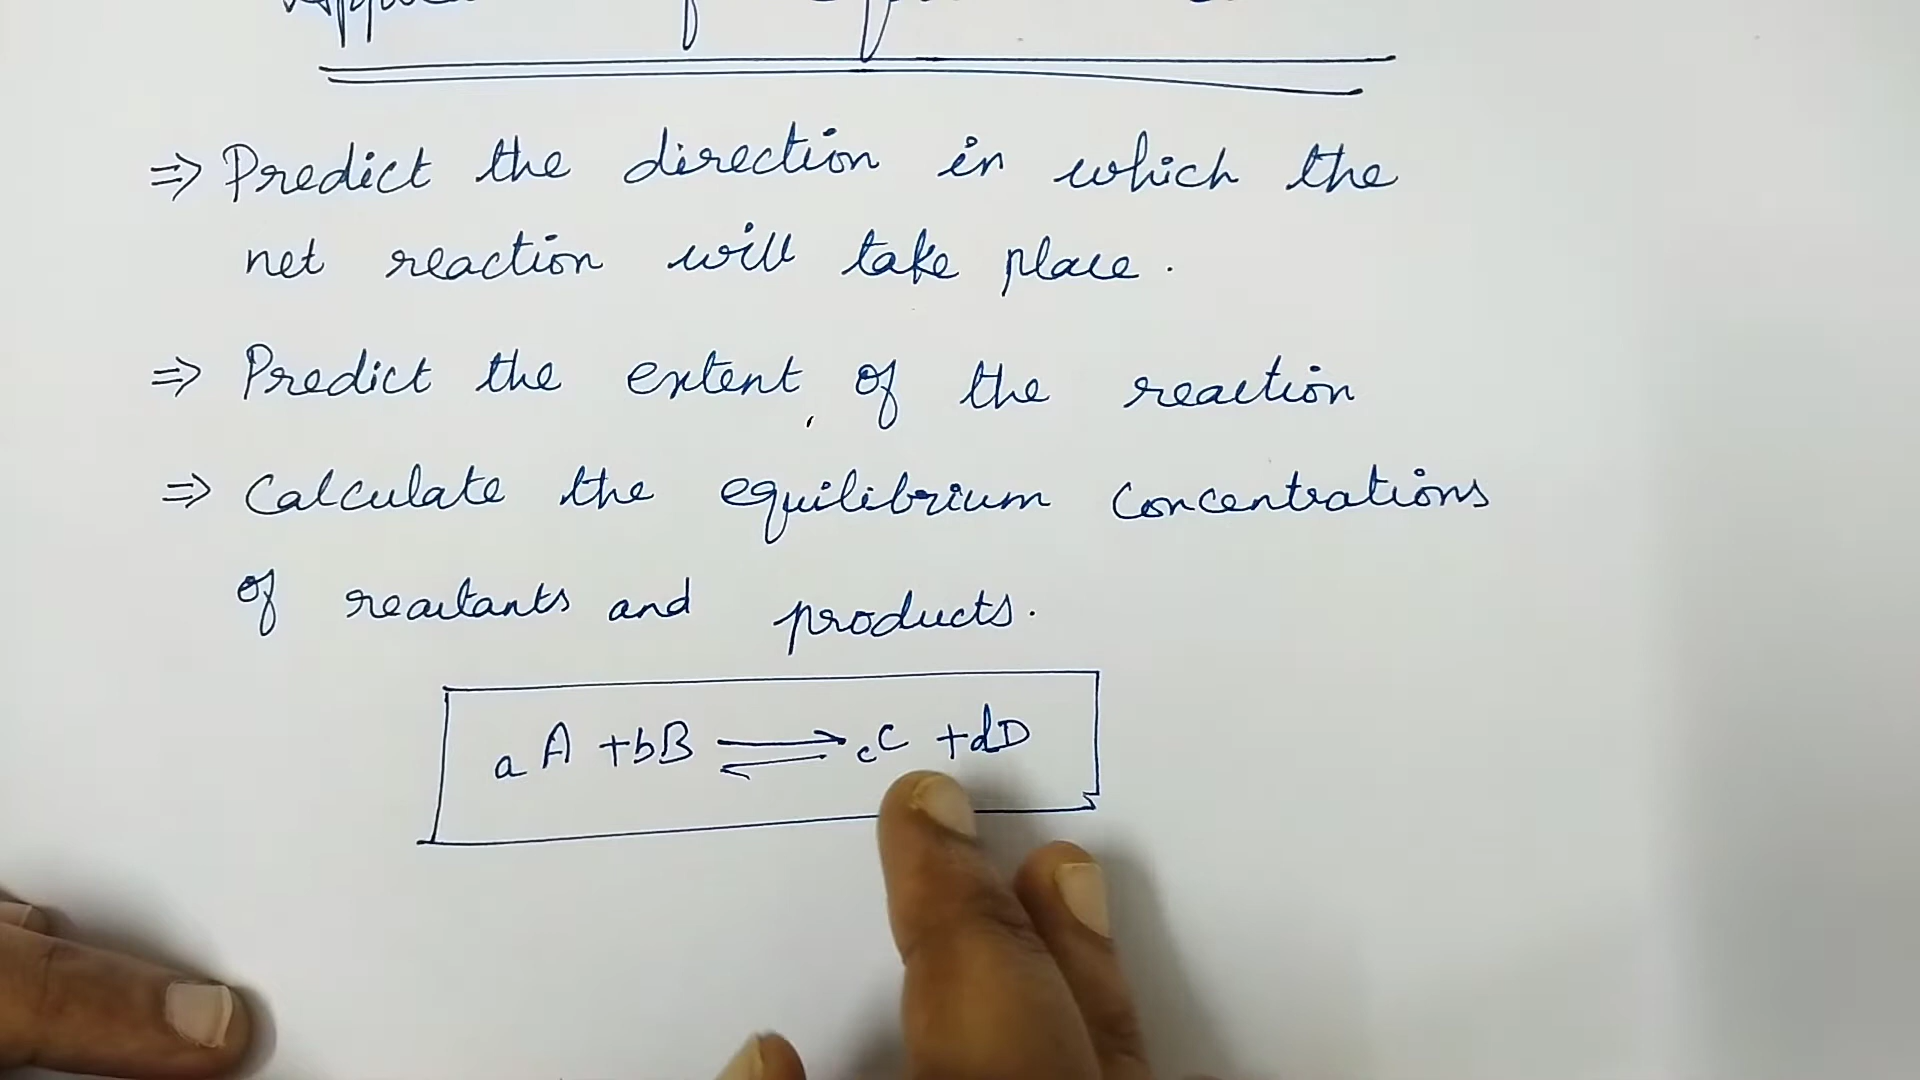 ⇒ Predict the direction in which the
net reaction will take place.
⇒ Predict the extent of the reaction
⇒ Calculate the equilibrium concentrations
of reactants and products.
aA + bB ⇌ cC + dD